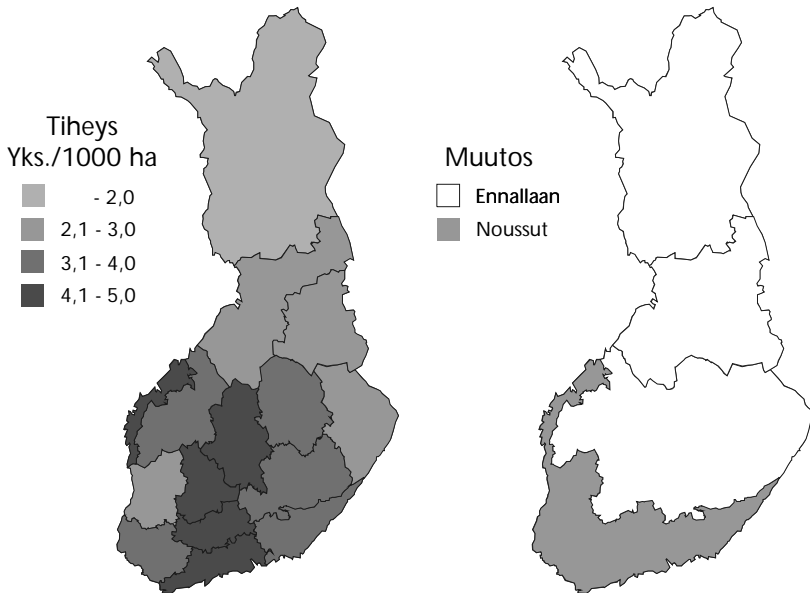 Tiheys
Yks./1000 ha
- 2,0
2,1 - 3,0
3,1 - 4,0
4,1 - 5,0
Muutos
Ennallaan
Noussut